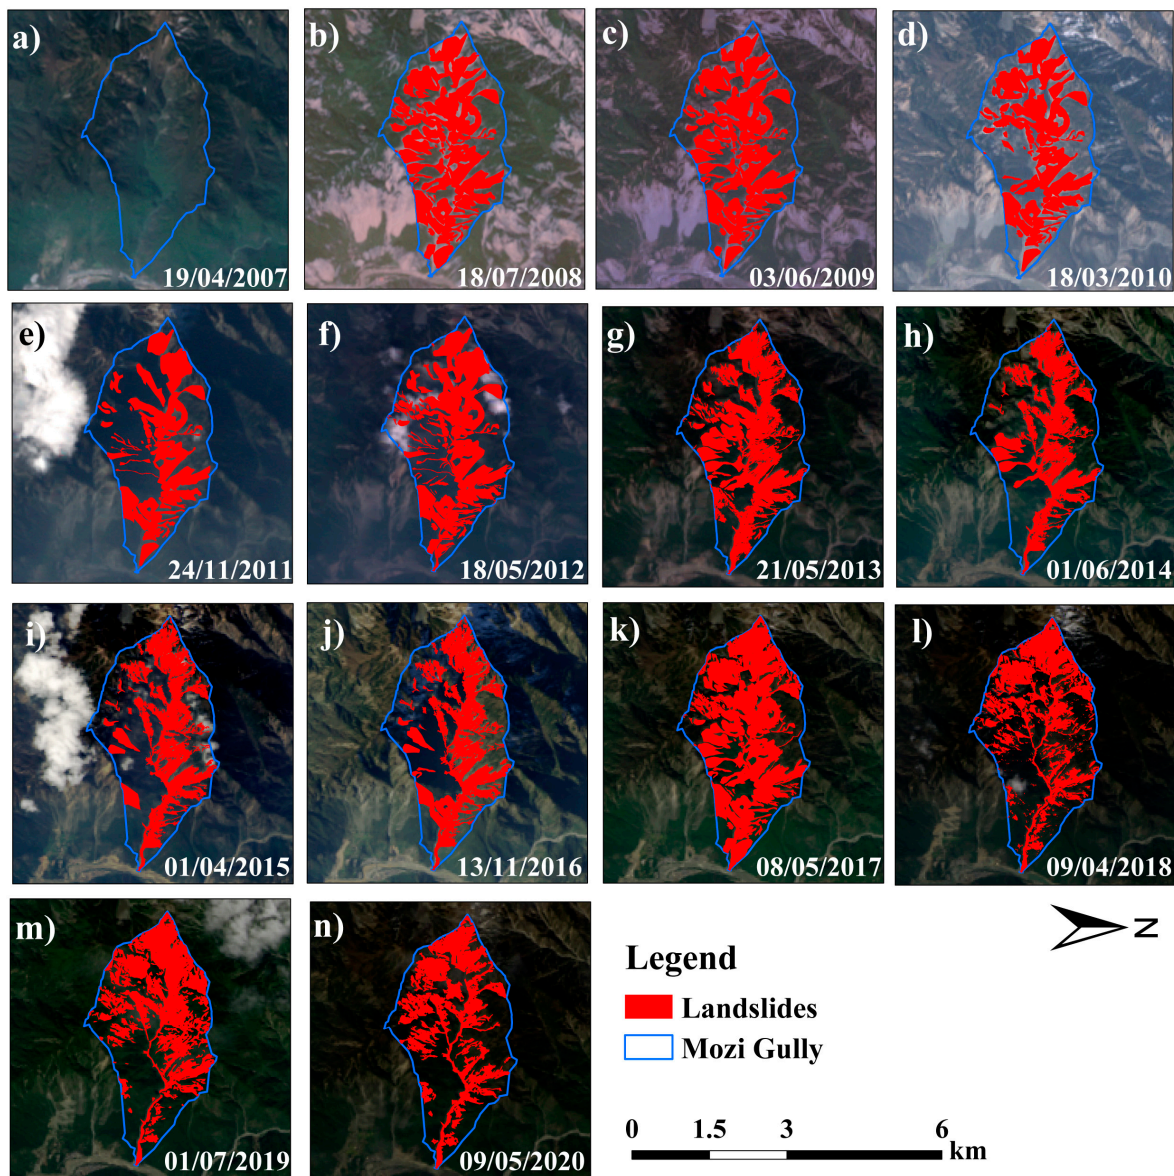 a)
19/04/2007
b)
18/07/2008
c)
03/06/2009
d)
18/03/2010
e)
24/11/2011
f)
18/05/2012
g)
21/05/2013
h)
01/06/2014
i)
01/04/2015
j)
13/11/2016
k)
08/05/2017
l)
09/04/2018
m)
01/07/2019
n)
09/05/2020
N
Legend
Landslides
Mozi Gully
0 1.5 3 6
km